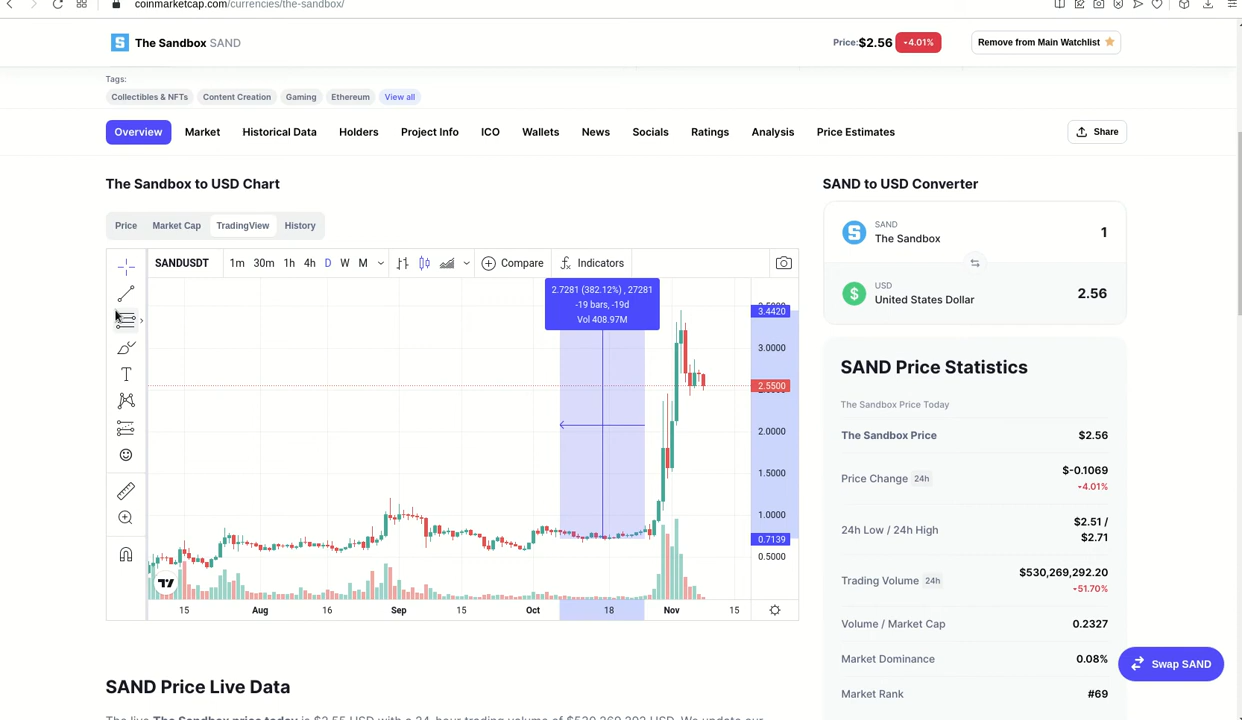 coinmarketcap.com/currencies/the-sandbox/
S The Sandbox SAND
Price:$2.56 -4.01%
Remove from Main Watchlist
Tags:
Collectibles & NFTs Content Creation Gaming Ethereum View all
Overview Market Historical Data Holders Project Info ICO Wallets News Socials Ratings Analysis Price Estimates Share
The Sandbox to USD Chart
Price Market Cap TradingView History
SANDUSDT 1m 30m 1h 4h D W M Compare Indicators
2.7281 (382.12%) , 27281
-19 bars, -19d
Vol 408.97M
3.4420
3.0000
2.5500
2.0000
1.5000
1.0000
0.7139
0.5000
15 Aug 16 Sep 15 Oct 18 Nov 15
SAND to USD Converter
SAND
The Sandbox
1
USD
United States Dollar
2.56
SAND Price Statistics
The Sandbox Price Today
The Sandbox Price $2.56
Price Change 24h $-0.1069
-4.01%
24h Low / 24h High $2.51 /
$2.71
Trading Volume 24h $530,269,292.20
-51.70%
Volume / Market Cap 0.2327
Market Dominance 0.08%
Market Rank #69
Swap SAND
SAND Price Live Data